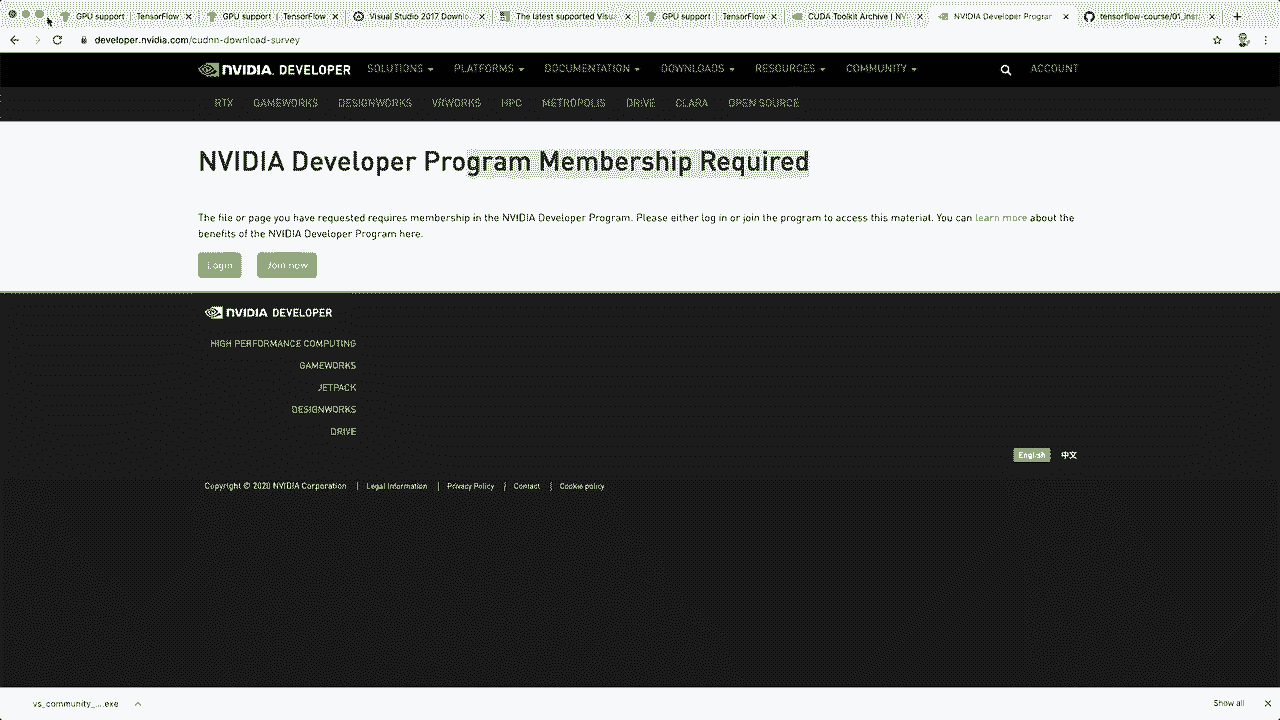 GPU support | TensorFlow
GPU support | TensorFlow
Visual Studio 2017 Downlo
The latest supported Visu
GPU support | TensorFlow
CUDA Toolkit Archive | NV
NVIDIA Developer Program
tensorflow-course/01_inst
developer.nvidia.com/cudnn-download-survey
NVIDIA. DEVELOPER SOLUTIONS PLATFORMS DOCUMENTATION DOWNLOADS RESOURCES COMMUNITY ACCOUNT
RTX GAMEWORKS DESIGNWORKS VRWORKS HPC METROPOLIS DRIVE CLARA OPEN SOURCE
NVIDIA Developer Program Membership Required
The file or page you have requested requires membership in the NVIDIA Developer Program. Please either log in or join the program to access this material. You can learn more about the
benefits of the NVIDIA Developer Program here.
Login Join now
NVIDIA DEVELOPER
HIGH PERFORMANCE COMPUTING
GAMEWORKS
JETPACK
DESIGNWORKS
DRIVE
English 中文
Copyright © 2020 NVIDIA Corporation | Legal Information | Privacy Policy | Contact | Cookie policy
vs_community_....exe Show all